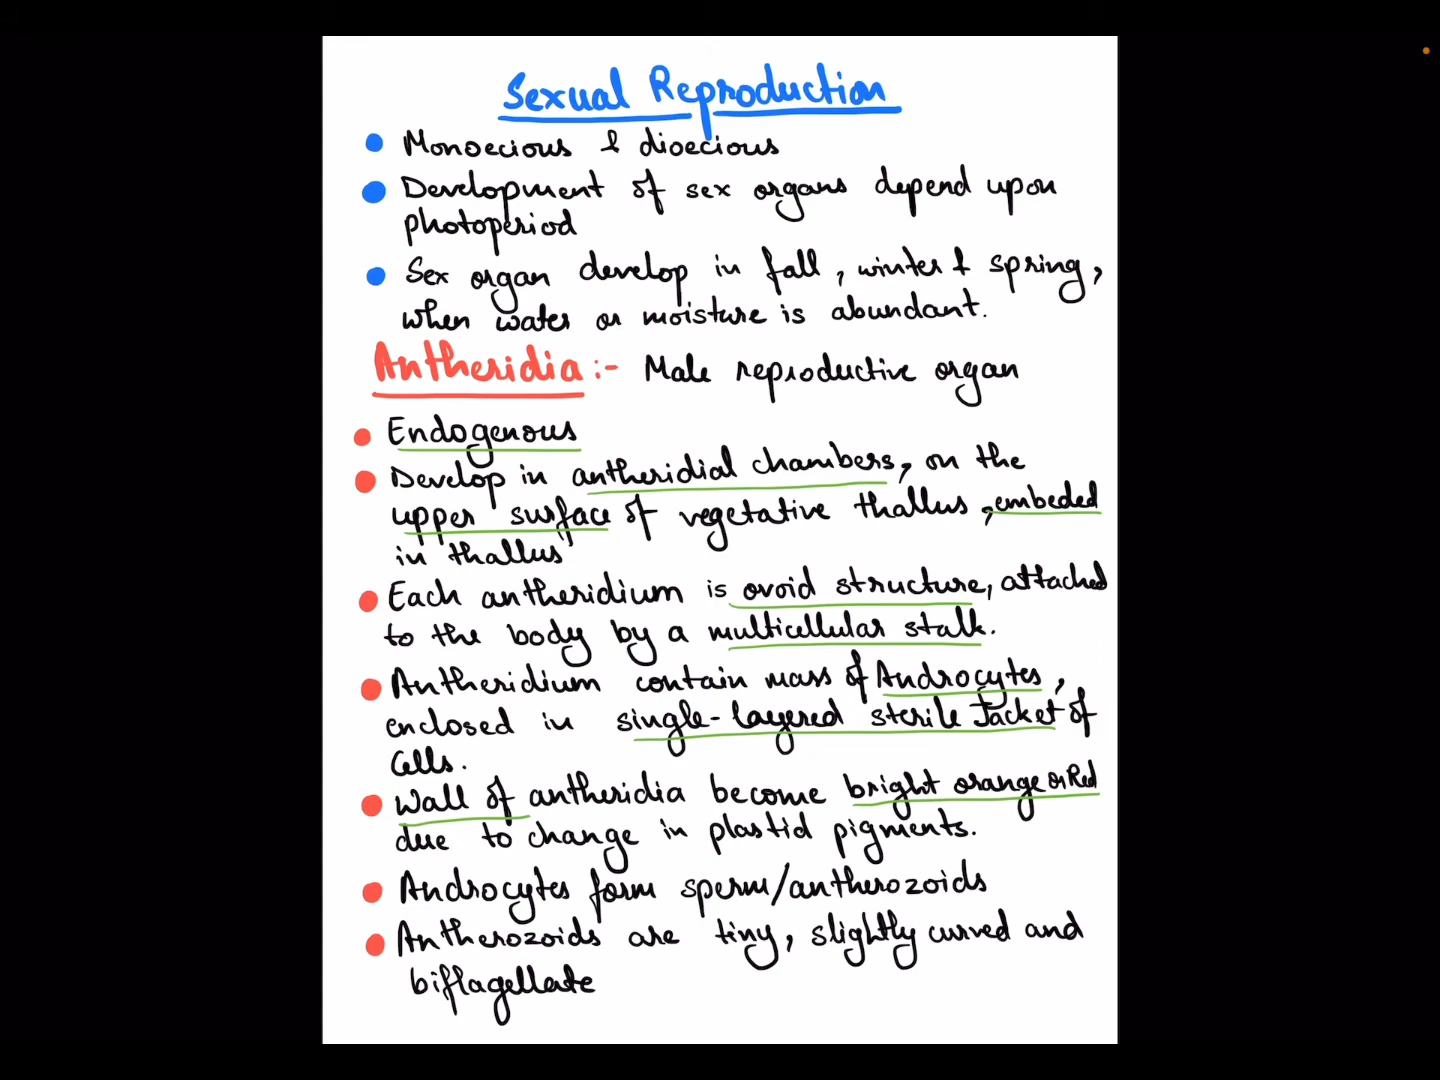 Sexual Reproduction
Monoecious & dioecious
Development of sex organs depend upon
photoperiod
Sex organ develop in fall, winter & spring,
when water or moisture is abundant.
Antheridia :- Male reproductive organ
Endogenous
Develop in antheridial chambers, on the
upper surface of vegetative thallus, embeded
in thallus
Each antheridium is ovoid structure, attached
to the body by a multicellular stalk.
Antheridium contain mass of Androcytes,
enclosed in single-layered sterile Jacket of
Cells.
Wall of antheridia become bright orange or Red
due to change in plastid pigments.
Androcytes form sperm/antherozoids
Antherozoids are tiny, slightly curved and
biflagellate